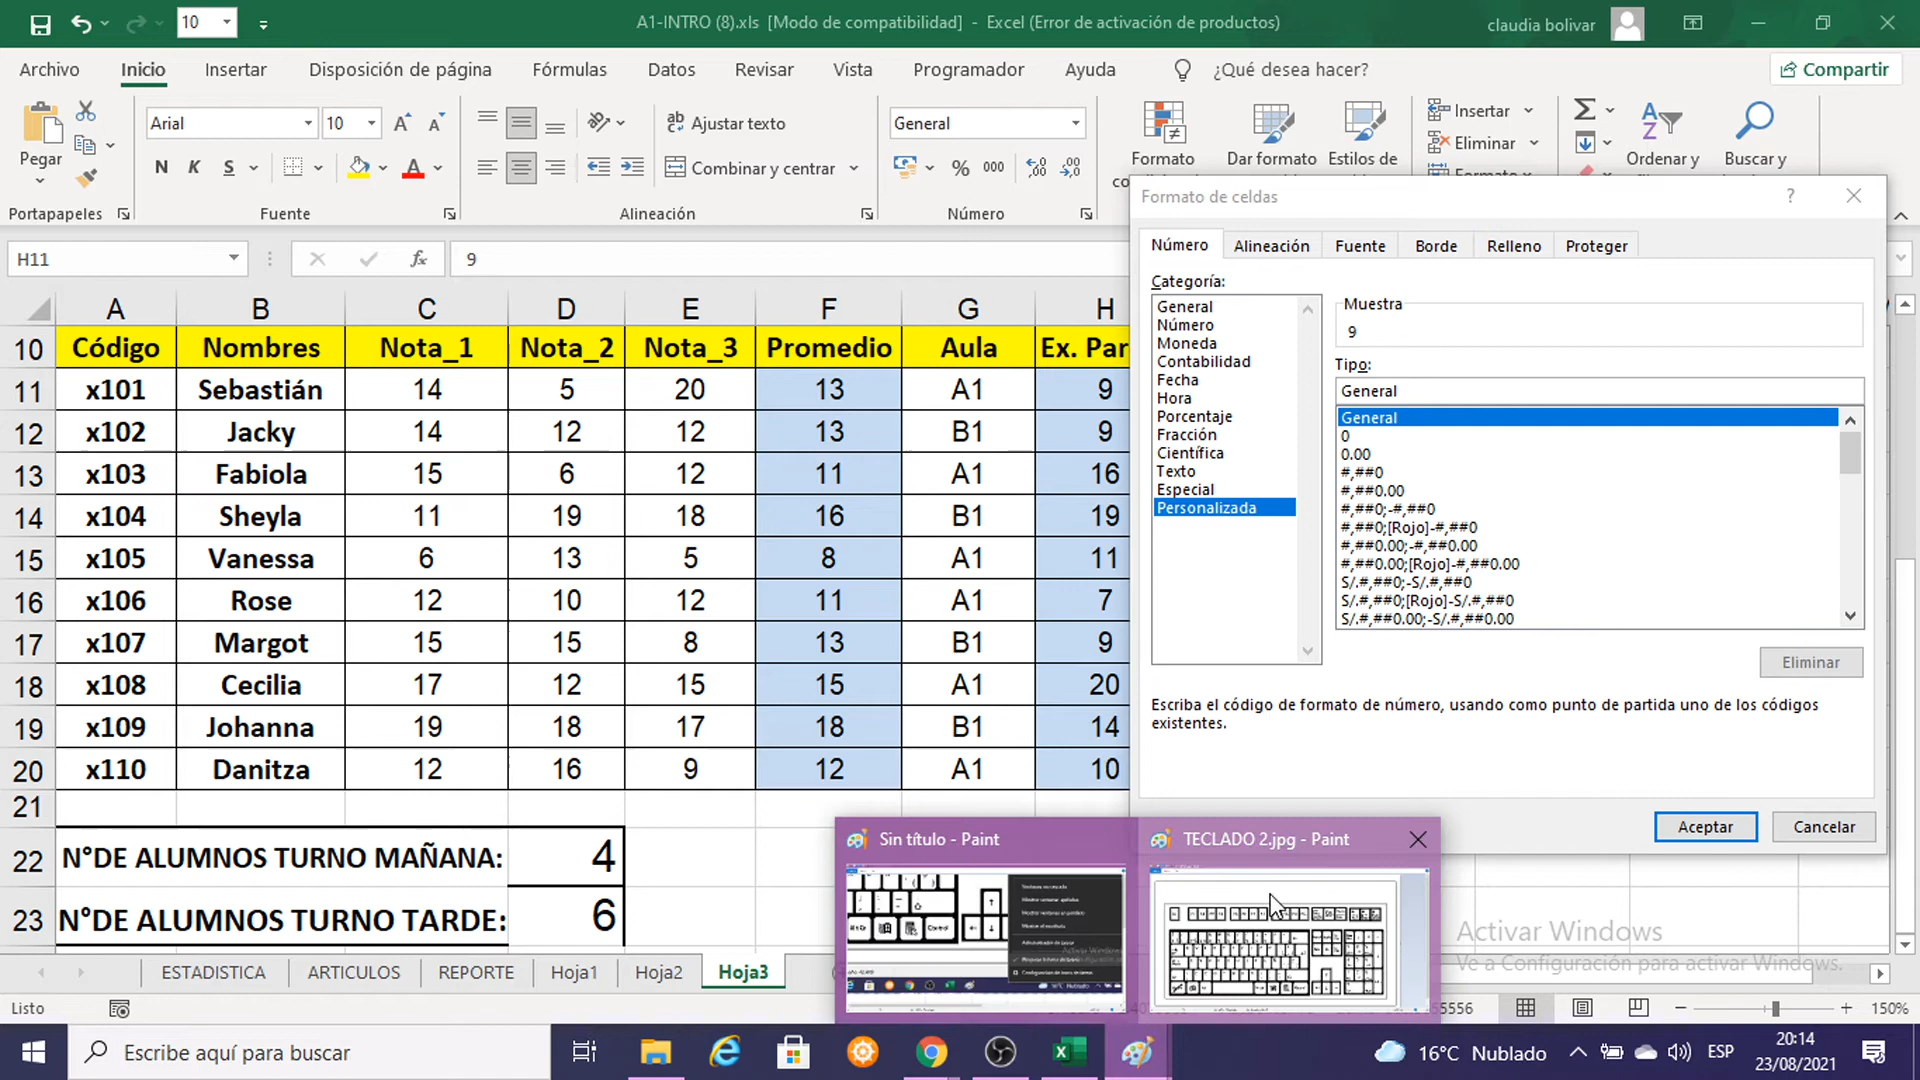 10
A1-INTRO (8).xls [Modo de compatibilidad] - Excel (Error de activación de productos)
claudia bolivar
Archivo Inicio Insertar Disposición de página Fórmulas Datos Revisar Vista Programador Ayuda ¿Qué desea hacer? Compartir
Pegar
Arial 10
N K S A
Ajustar texto
Combinar y centrar
General
% 000
Formato
Dar formato
Estilos de
Insertar
Eliminar
Ordenar y
Buscar y
Portapapeles Fuente Alineación Número
H11 fx 9
A B C D E F G H
10 Código Nombres Nota_1 Nota_2 Nota_3 Promedio Aula Ex. Par
11 x101 Sebastián 14 5 20 13 A1 9
12 x102 Jacky 14 12 12 13 B1 9
13 x103 Fabiola 15 6 12 11 A1 16
14 x104 Sheyla 11 19 18 16 B1 19
15 x105 Vanessa 6 13 5 8 A1 11
16 x106 Rose 12 10 12 11 A1 7
17 x107 Margot 15 15 8 13 B1 9
18 x108 Cecilia 17 12 15 15 A1 20
19 x109 Johanna 19 18 17 18 B1 14
20 x110 Danitza 12 16 9 12 A1 10
21
22 N°DE ALUMNOS TURNO MAÑANA: 4
23 N°DE ALUMNOS TURNO TARDE: 6
Formato de celdas ?
Número Alineación Fuente Borde Relleno Proteger
Categoría:
General
Número
Moneda
Contabilidad
Fecha
Hora
Porcentaje
Fracción
Científica
Texto
Especial
Personalizada
Muestra
9
Tipo:
General
General
0
0.00
#,##0
#,##0.00
#,##0;-#,##0
#,##0;[Rojo]-#,##0
#,##0.00;-#,##0.00
#,##0.00;[Rojo]-#,##0.00
S/.#,##0;-S/.#,##0
S/.#,##0;[Rojo]-S/.#,##0
S/.#,##0.00;-S/.#,##0.00
Eliminar
Escriba el código de formato de número, usando como punto de partida uno de los códigos
existentes.
Aceptar Cancelar
Sin título - Paint
TECLADO 2.jpg - Paint
Activar Windows
Ve a Configuración para activar Windows.
ESTADISTICA ARTICULOS REPORTE Hoja1 Hoja2 Hoja3
Listo
150%
Escribe aquí para buscar
16°C Nublado
ESP
20:14
23/08/2021